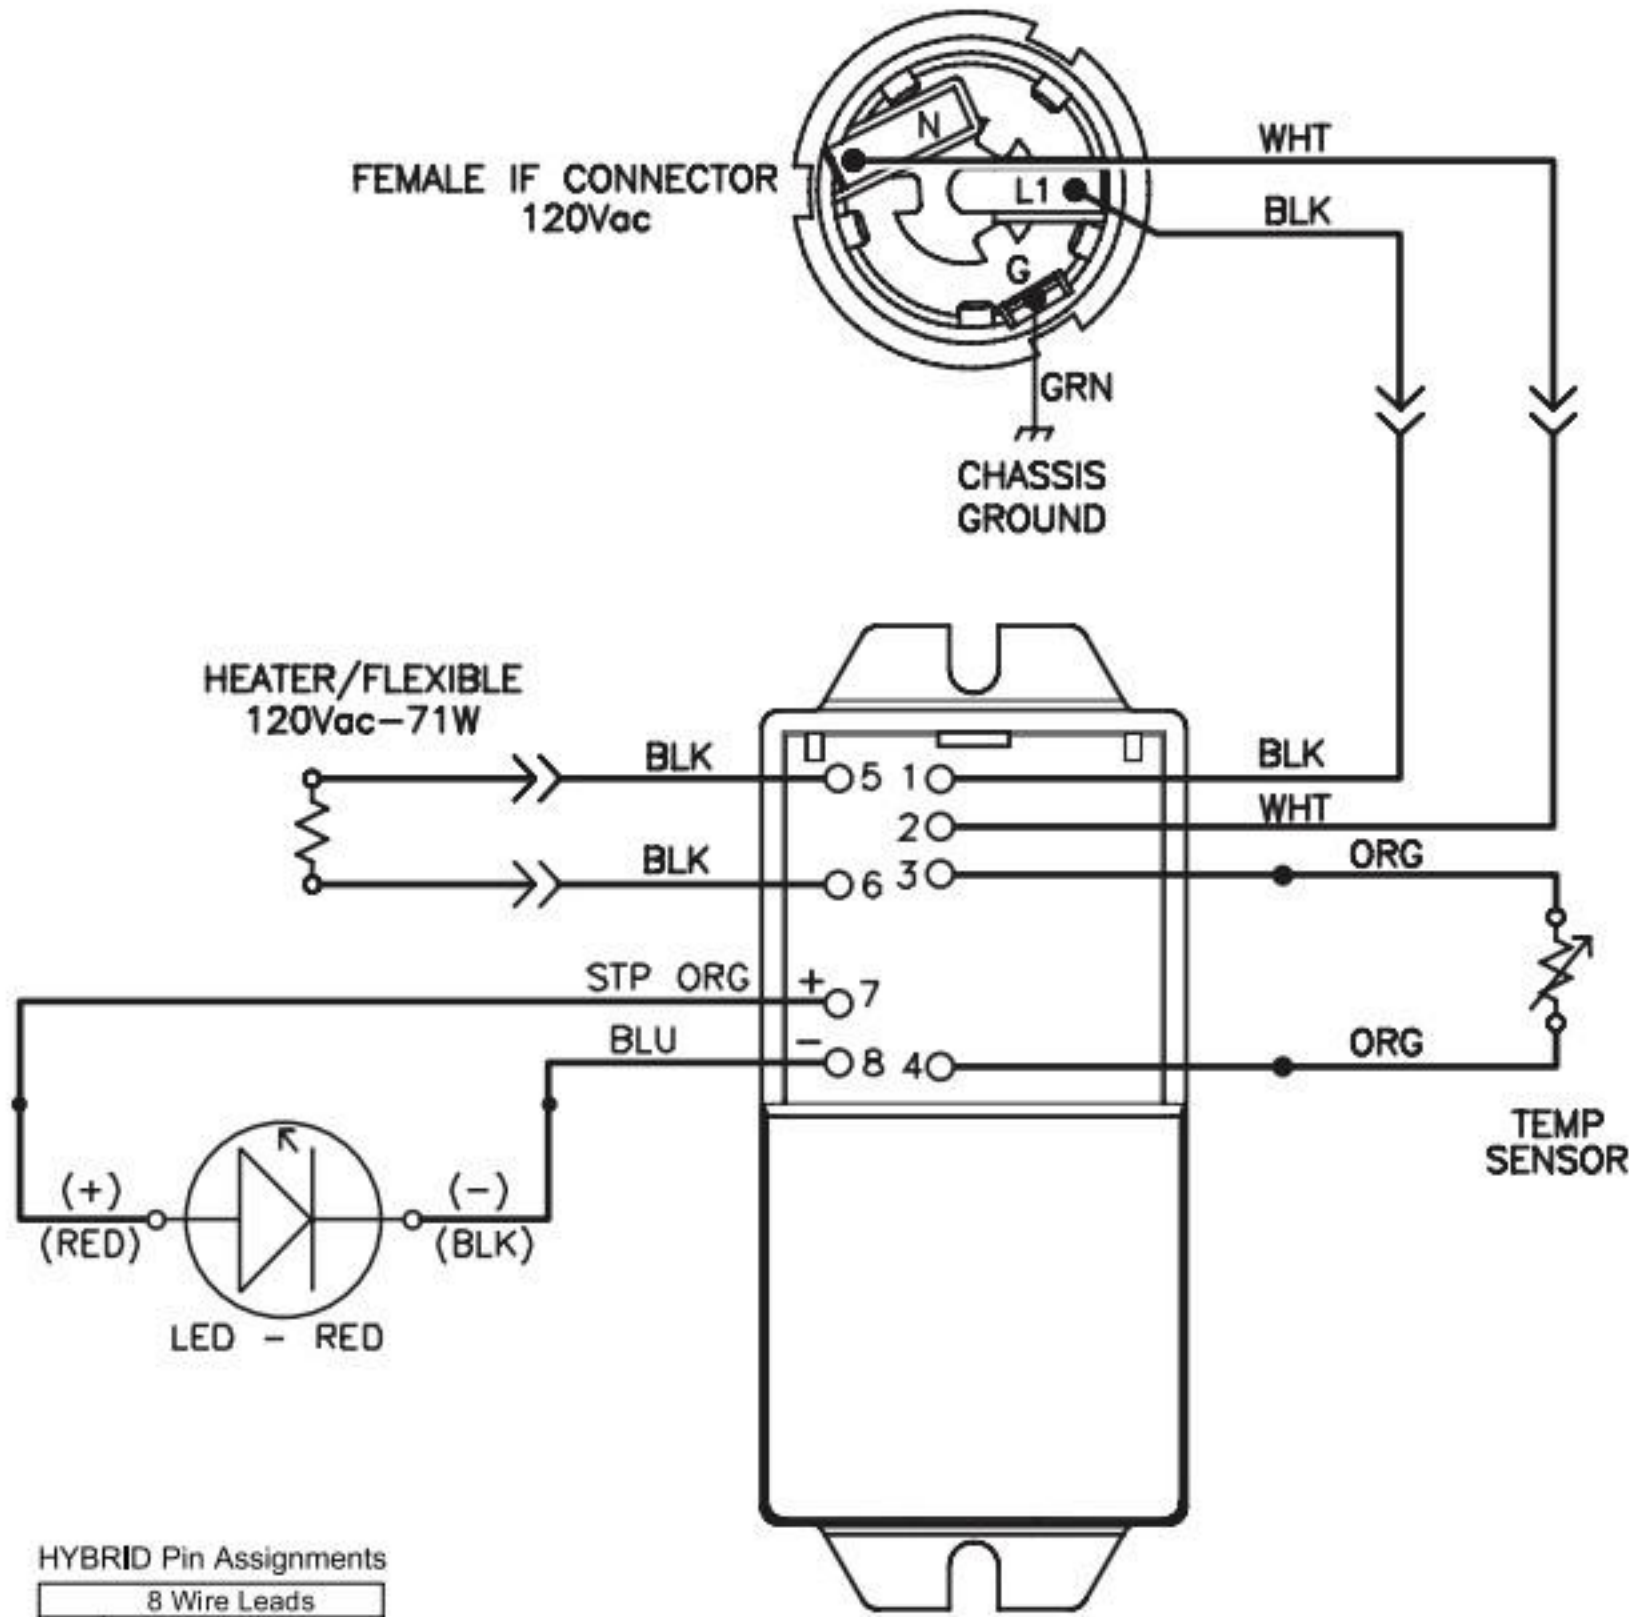 N
WHT
FEMALE IF CONNECTOR
120Vac
L1
BLK
G
GRN
CHASSIS
GROUND
HEATER/FLEXIBLE
120Vac-71W
BLK
5
1
BLK
2
WHT
BLK
6
3
ORG
STP ORG
+
7
BLU
-
8
4
ORG
TEMP
SENSOR
(+)
(RED)
(-)
(BLK)
LED - RED
HYBRID Pin Assignments
8 Wire Leads